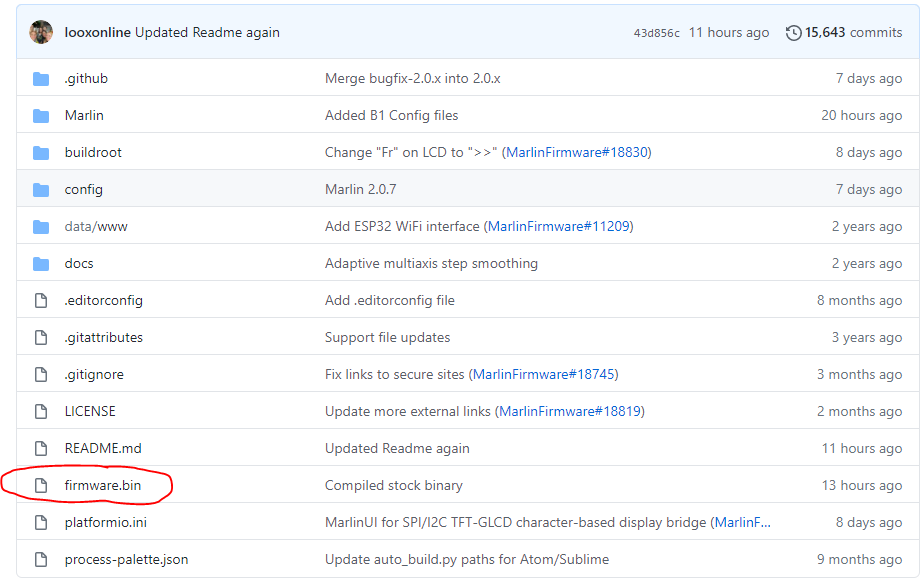 looxonline Updated Readme again 43d856c 11 hours ago 15,643 commits
.github Merge bugfix-2.0.x into 2.0.x 7 days ago
Marlin Added B1 Config files 20 hours ago
buildroot Change "Fr" on LCD to ">>" (MarlinFirmware#18830) 8 days ago
config Marlin 2.0.7 7 days ago
data/www Add ESP32 WiFi interface (MarlinFirmware#11209) 2 years ago
docs Adaptive multiaxis step smoothing 2 years ago
.editorconfig Add .editorconfig file 8 months ago
.gitattributes Support file updates 3 years ago
.gitignore Fix links to secure sites (MarlinFirmware#18745) 3 months ago
LICENSE Update more external links (MarlinFirmware#18819) 2 months ago
README.md Updated Readme again 11 hours ago
firmware.bin Compiled stock binary 13 hours ago
platformio.ini MarlinUI for SPI/I2C TFT-GLCD character-based display bridge (MarlinF... 8 days ago
process-palette.json Update auto_build.py paths for Atom/Sublime 9 months ago